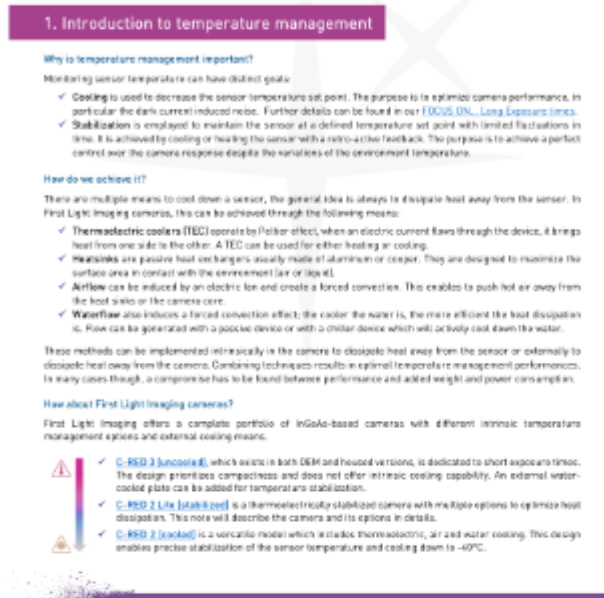 1. Introduction to temperature management
Why is temperature management important?
Monitoring sensor temperature can have distinct goals:
✓ Cooling is used to decrease the sensor temperature set point. The purpose is to optimize camera performance, in
particular the dark current induced noise. Further details can be found in our FOCUS ON... Long Exposure times.
✓ Stabilization is employed to maintain the sensor at a defined temperature set point with limited fluctuations in
time. It is achieved by cooling or heating the sensor with a retro-active feedback. The purpose is to achieve a perfect
control over the camera response despite the variations of the environment temperature.
How do we achieve it?
There are multiple means to cool down a sensor, the general idea is always to dissipate heat away from the sensor. In
First Light Imaging cameras, this can be achieved through the following means:
✓ Thermoelectric coolers (TEC) operate by Peltier effect, when an electric current flows through the device, it brings
heat from one side to the other. A TEC can be used for either heating or cooling.
✓ Heatsinks are passive heat exchangers usually made of aluminum or cooper. They are designed to maximize the
surface area in contact with the environment (air or liquid).
✓ Airflow can be induced by an electric fan and create a forced convection. This enables to push hot air away from
the heat sinks or the camera core.
✓ Waterflow also induces a forced convection effect; the cooler the water is, the more efficient the heat dissipation
is. Flow can be generated with a passive device or with a chiller device which will actively cool down the water.
These methods can be implemented intrinsically in the camera to dissipate heat away from the sensor or externally to
dissipate heat away from the camera. Combining techniques results in optimal temperature management performances.
In many cases though, a compromise has to be found between performance and added weight and power consumption.
How about First Light Imaging cameras?
First Light Imaging offers a complete portfolio of InGaAs-based cameras with different intrinsic temperature
management options and external cooling means.
✓ C-RED 3 (uncooled), which exists in both OEM and housed versions, is dedicated to short exposure times.
The design prioritizes compactness and does not offer intrinsic cooling capability. An external water-
cooled plate can be added for temperature stabilization.
✓ C-RED 2 Lite (stabilized) is a thermoelectrically stabilized camera with multiple options to optimize heat
dissipation. This note will describe the camera and its options in details.
✓ C-RED 2 (cooled) is a versatile model which includes thermoelectric, air and water cooling. This design
enables precise stabilization of the sensor temperature and cooling down to -40°C.